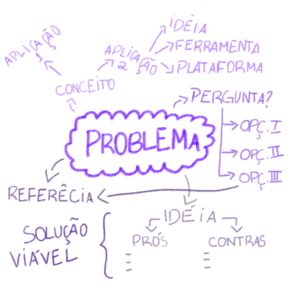 APLICAÇÃO
CONCEITO
APLICAÇÃO
2
IDÉIA
FERRAMENTA
PLATAFORMA
PERGUNTA?
OPÇ. I
OPÇ. II
OPÇ. III
PROBLEMA
REFERÊCIA
IDÉIA
PRÓS
CONTRAS
SOLUÇÃO
VIÁVEL